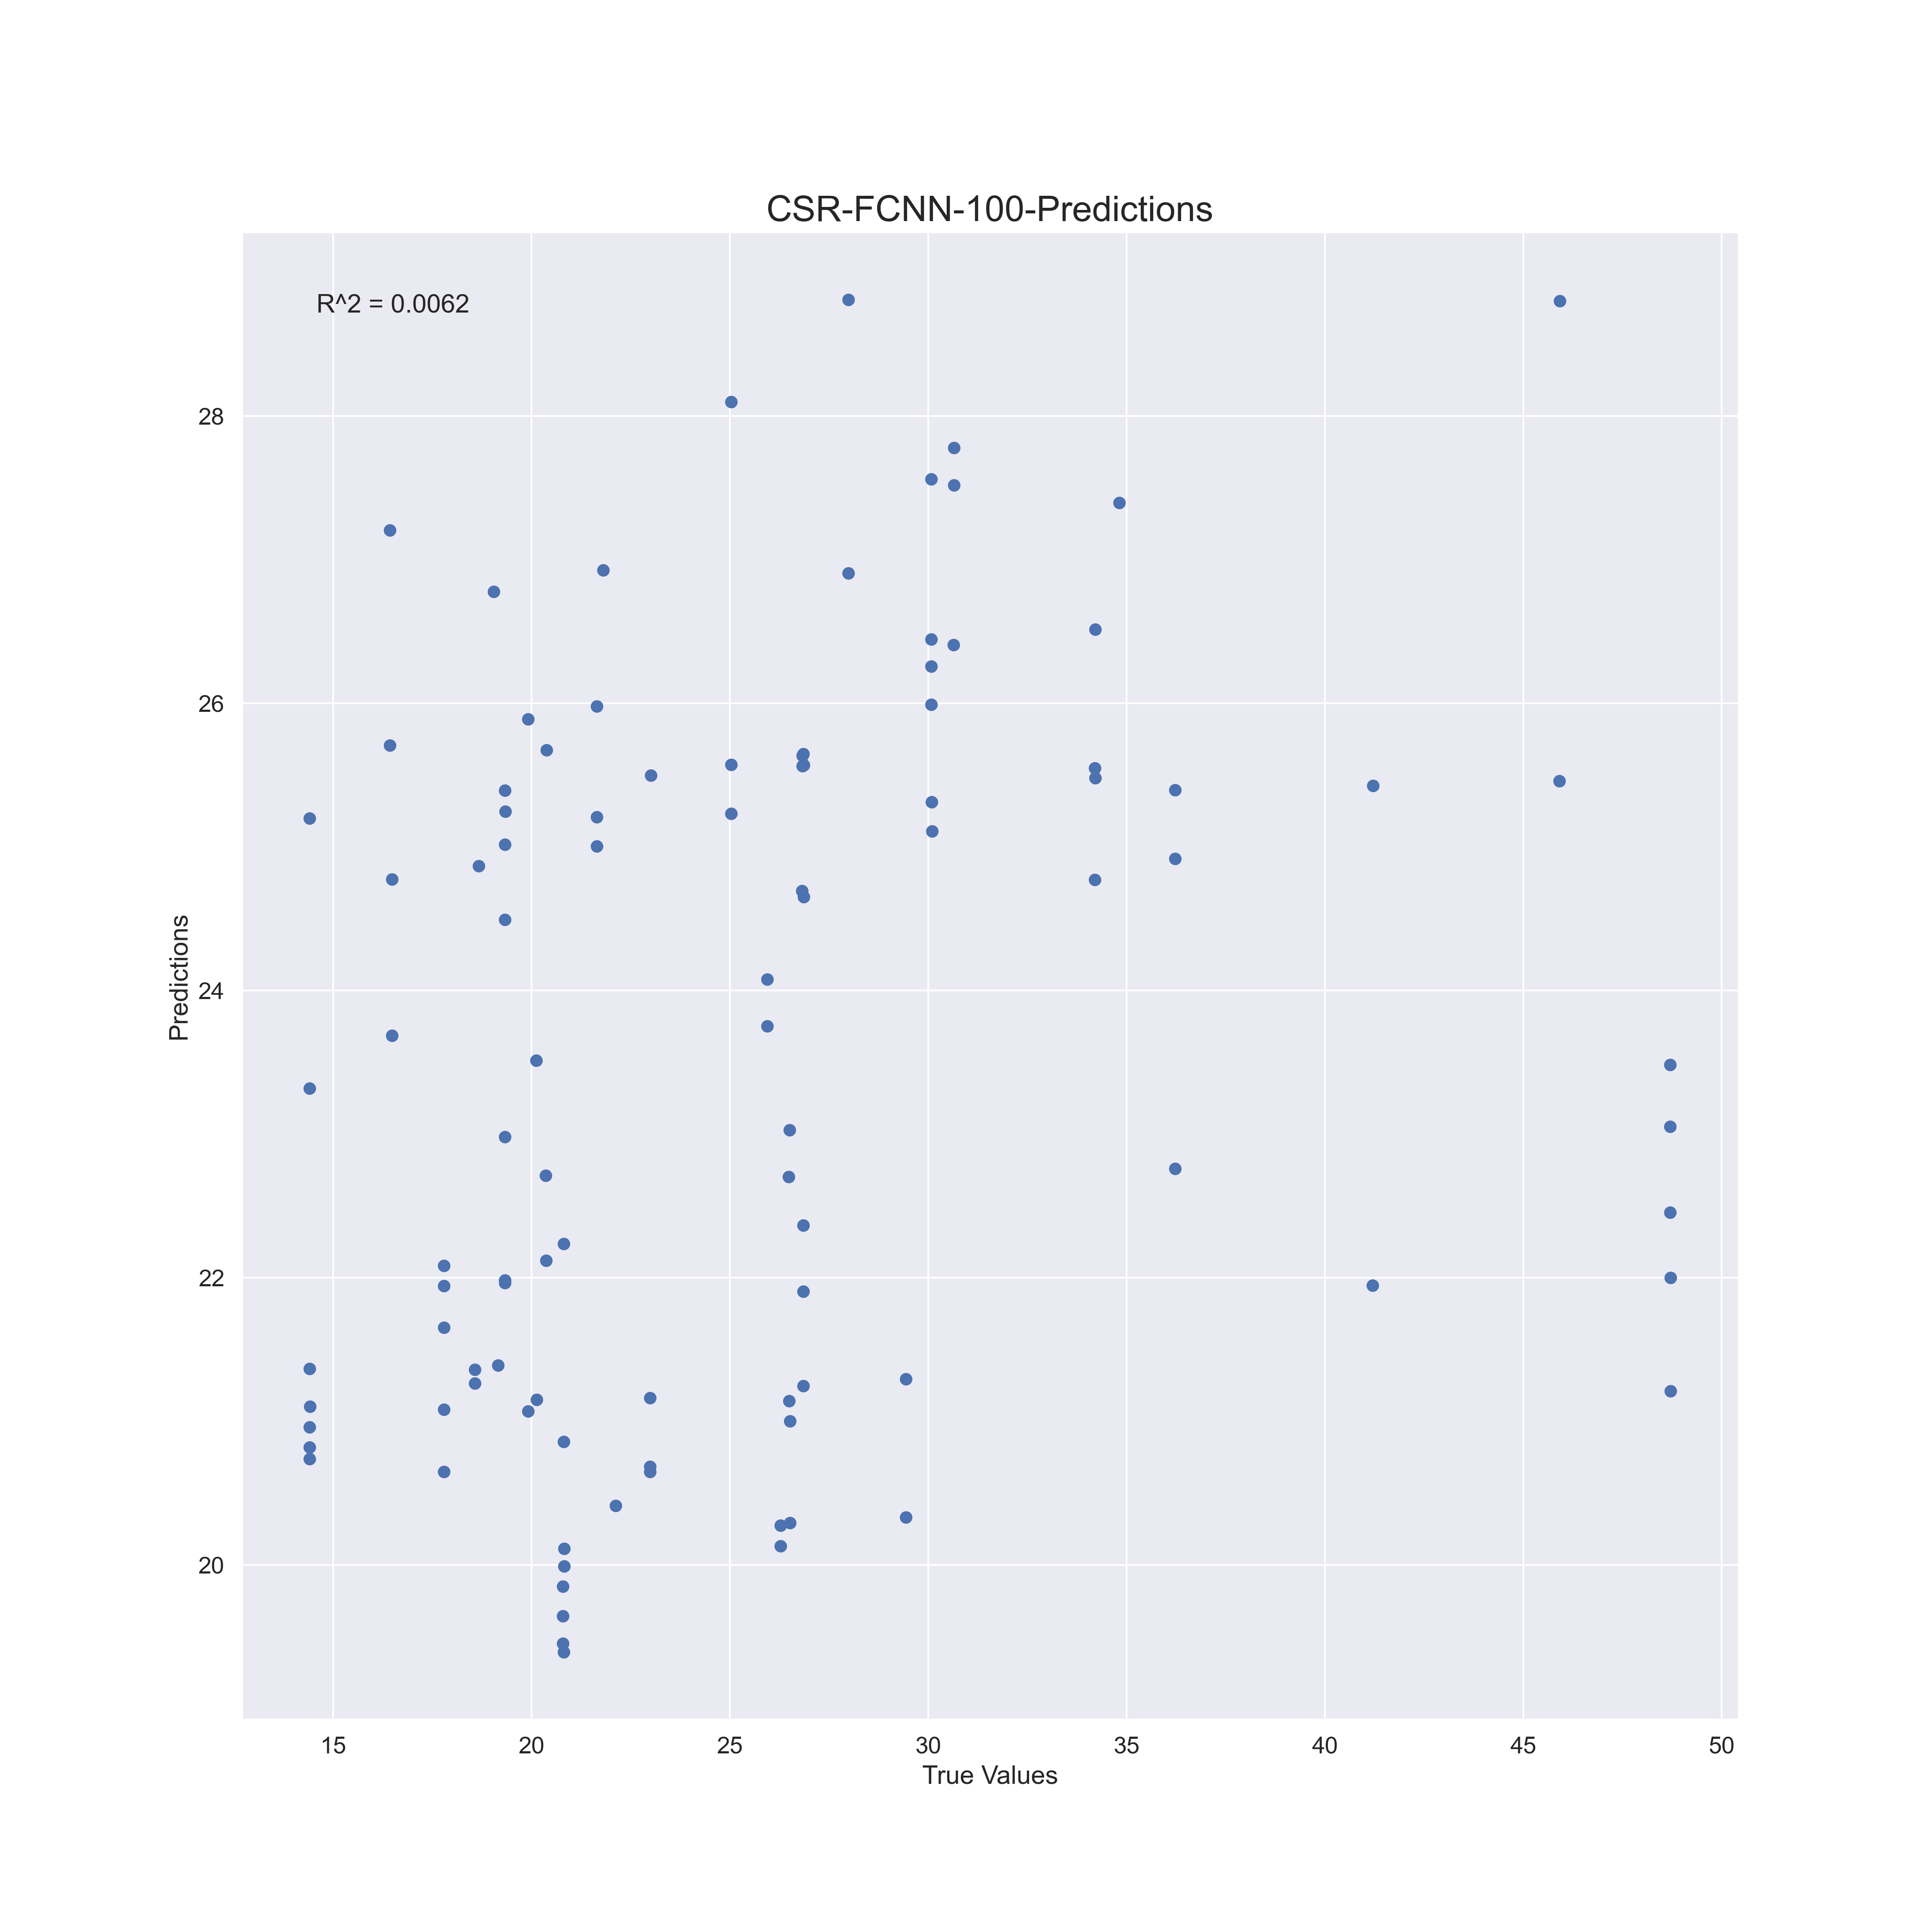 CSR-FCNN-100-Predictions
R^2 = 0.0062
28
26
24
22
20
Predictions
15 20 25 30 35 40 45 50
True Values